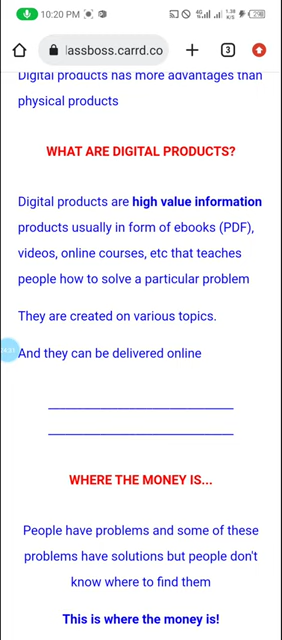 10:20 PM
4G
1.38 K/S
lassboss.carrd.co
3
Digital products has more advantages than
physical products
WHAT ARE DIGITAL PRODUCTS?
Digital products are high value information
products usually in form of ebooks (PDF),
videos, online courses, etc that teaches
people how to solve a particular problem
They are created on various topics.
And they can be delivered online
WHERE THE MONEY IS...
People have problems and some of these
problems have solutions but people don't
know where to find them
This is where the money is!